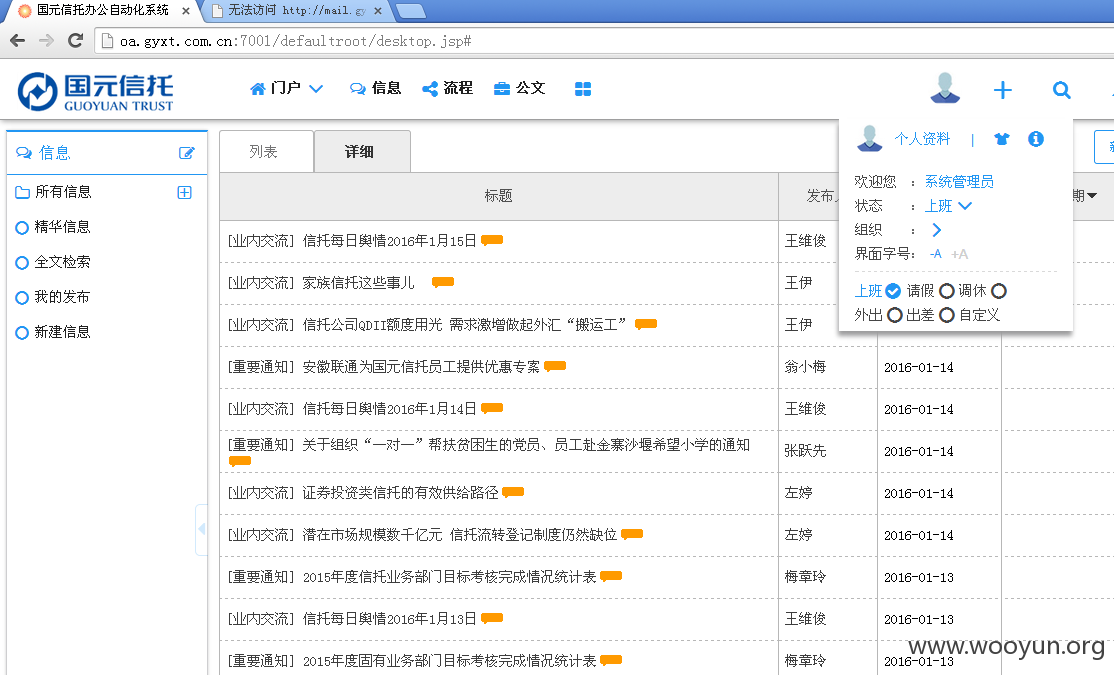 国元信托办公自动化系统 × 无法访问 http://mail.gy ×
oa.gyxt.com.cn:7001/defaultroot/desktop.jsp#
国元信托
GUOYUAN TRUST
门户 信息 流程 公文
信息
所有信息
精华信息
全文检索
我的发布
新建信息
列表 详细
标题 发布 期
[业内交流] 信托每日舆情2016年1月15日 王维俊
[业内交流] 家族信托这些事儿 王伊
[业内交流] 信托公司QDII额度用光 需求激增做起外汇“搬运工” 王伊
[重要通知] 安徽联通为国元信托员工提供优惠专案 翁小梅 2016-01-14
[业内交流] 信托每日舆情2016年1月14日 王维俊 2016-01-14
[重要通知] 关于组织“一对一”帮扶贫困生的党员、员工赴金寨沙堰希望小学的通知 张跃先 2016-01-14
[业内交流] 证券投资类信托的有效供给路径 左婷 2016-01-14
[业内交流] 潜在市场规模数千亿元 信托流转登记制度仍然缺位 左婷 2016-01-14
[重要通知] 2015年度信托业务部门目标考核完成情况统计表 梅章玲 2016-01-13
[业内交流] 信托每日舆情2016年1月13日 王维俊 2016-01-13
[重要通知] 2015年度固有业务部门目标考核完成情况统计表 梅章玲 2016-01-13
个人资料 |
欢迎您 : 系统管理员
状态 : 上班
组织 :
界面字号: -A +A
上班 请假 调休
外出 出差 自定义
www.wooyun.org